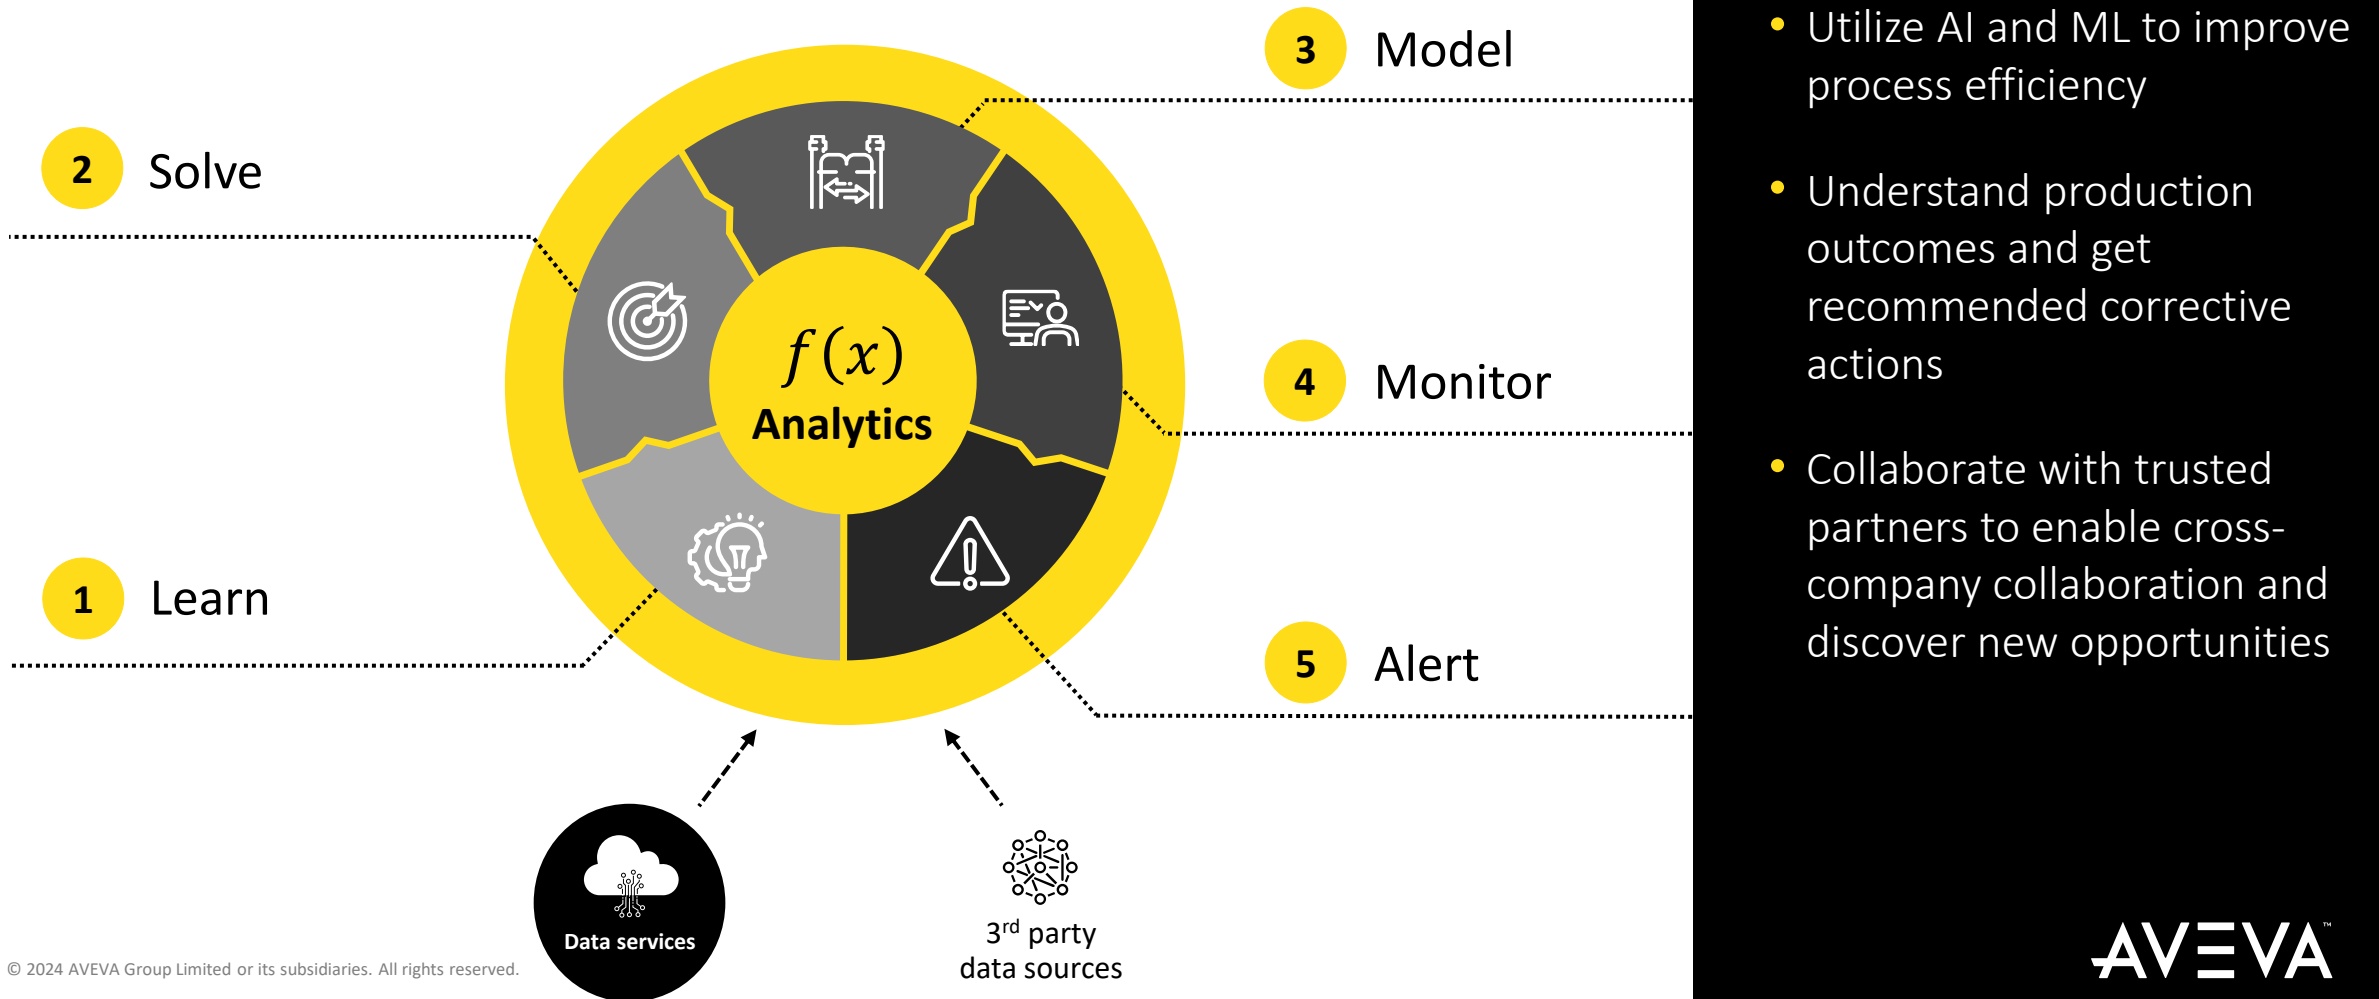 3 Model
2 Solve
f(x)
Analytics
4 Monitor
1 Learn
5 Alert
Data services
3rd party
data sources
© 2024 AVEVA Group Limited or its subsidiaries. All rights reserved.
• Utilize AI and ML to improve
process efficiency
• Understand production
outcomes and get
recommended corrective
actions
• Collaborate with trusted
partners to enable cross-
company collaboration and
discover new opportunities
AVEVA™